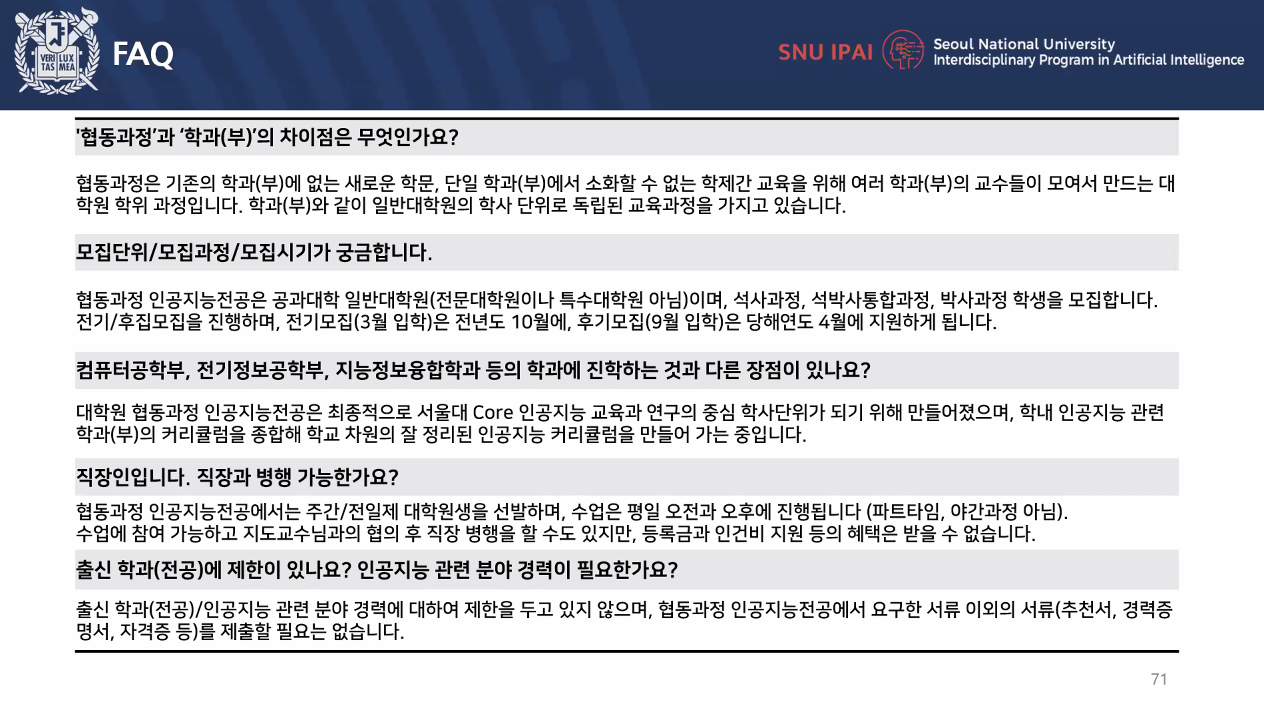 VERI LUX
TAS MEA
FAQ
SNU IPAI
Seoul National University
Interdisciplinary Program in Artificial Intelligence
'협동과정’과 ‘학과(부)’의 차이점은 무엇인가요?
협동과정은 기존의 학과(부)에 없는 새로운 학문, 단일 학과(부)에서 소화할 수 없는 학제간 교육을 위해 여러 학과(부)의 교수들이 모여서 만드는 대
학원 학위 과정입니다. 학과(부)와 같이 일반대학원의 학사 단위로 독립된 교육과정을 가지고 있습니다.
모집단위/모집과정/모집시기가 궁금합니다.
협동과정 인공지능전공은 공과대학 일반대학원(전문대학원이나 특수대학원 아님)이며, 석사과정, 석박사통합과정, 박사과정 학생을 모집합니다.
전기/후집모집을 진행하며, 전기모집(3월 입학)은 전년도 10월에, 후기모집(9월 입학)은 당해연도 4월에 지원하게 됩니다.
컴퓨터공학부, 전기정보공학부, 지능정보융합학과 등의 학과에 진학하는 것과 다른 장점이 있나요?
대학원 협동과정 인공지능전공은 최종적으로 서울대 Core 인공지능 교육과 연구의 중심 학사단위가 되기 위해 만들어졌으며, 학내 인공지능 관련
학과(부)의 커리큘럼을 종합해 학교 차원의 잘 정리된 인공지능 커리큘럼을 만들어 가는 중입니다.
직장인입니다. 직장과 병행 가능한가요?
협동과정 인공지능전공에서는 주간/전일제 대학원생을 선발하며, 수업은 평일 오전과 오후에 진행됩니다 (파트타임, 야간과정 아님).
수업에 참여 가능하고 지도교수님과의 협의 후 직장 병행을 할 수도 있지만, 등록금과 인건비 지원 등의 혜택은 받을 수 없습니다.
출신 학과(전공)에 제한이 있나요? 인공지능 관련 분야 경력이 필요한가요?
출신 학과(전공)/인공지능 관련 분야 경력에 대하여 제한을 두고 있지 않으며, 협동과정 인공지능전공에서 요구한 서류 이외의 서류(추천서, 경력증
명서, 자격증 등)를 제출할 필요는 없습니다.
71